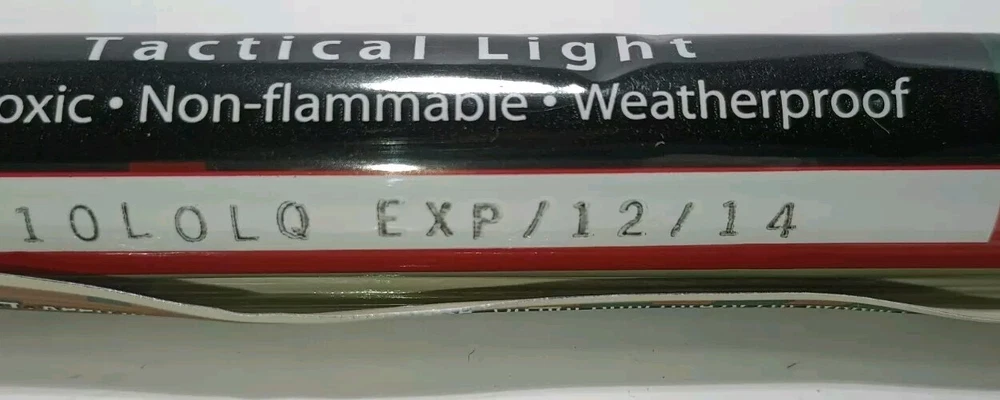 Tactical Light
oxic • Non-flammable • Weatherproof
10LOLQ EXP/12/14